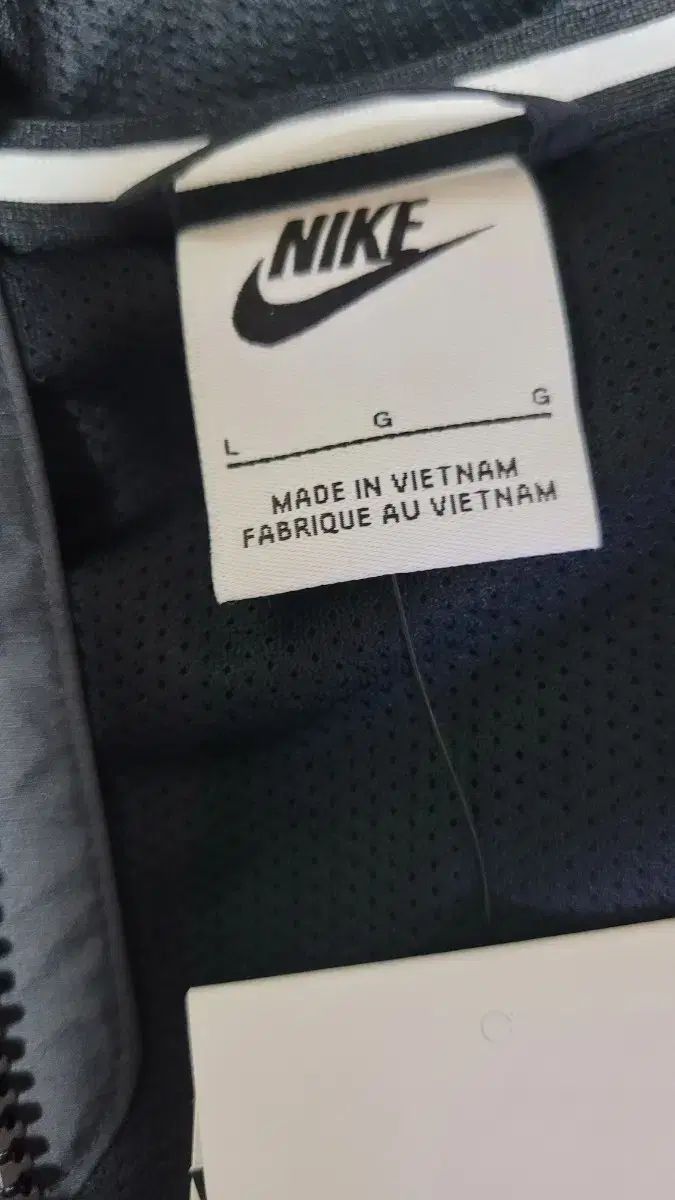 NIKE
L G G
MADE IN VIETNAM
FABRIQUE AU VIETNAM